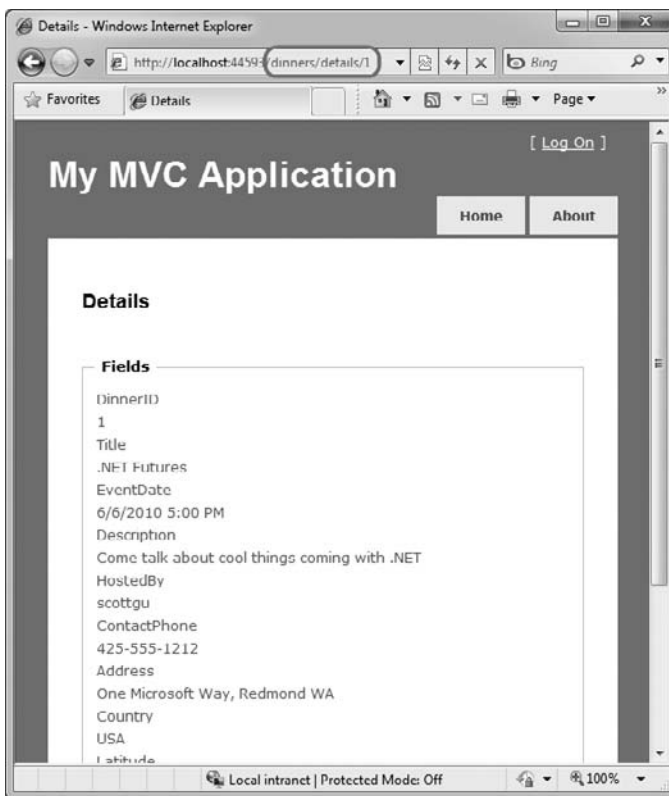 Details - Windows Internet Explorer
http://localhost:44593/dinners/details/1
Bing
Favorites
Details
Page
[ Log On ]
My MVC Application
Home
About
Details
Fields
DinnerID
1
Title
.NET Futures
EventDate
6/6/2010 5:00 PM
Description
Come talk about cool things coming with .NET
HostedBy
scottgu
ContactPhone
425-555-1212
Address
One Microsoft Way, Redmond WA
Country
USA
Latitude
Local intranet | Protected Mode: Off
100%